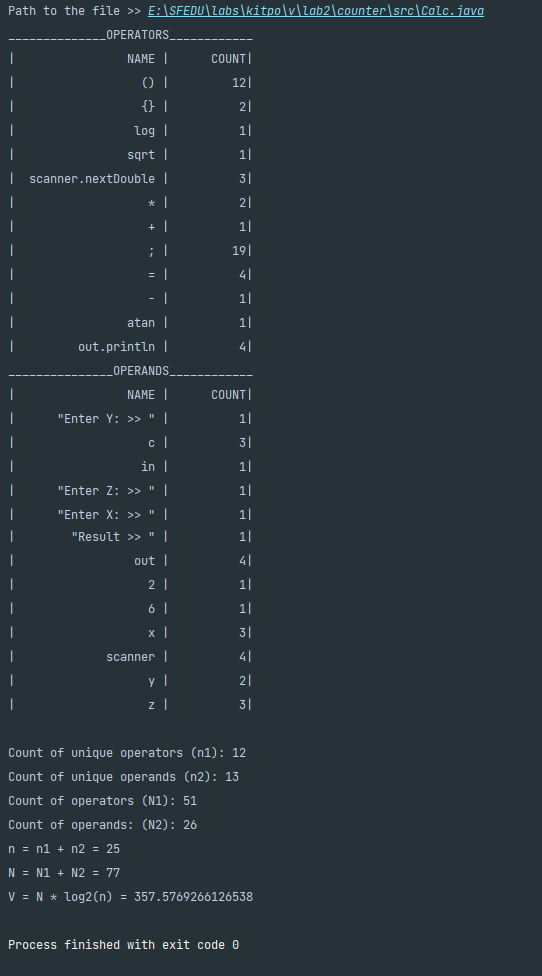 Path to the file >> E:\SFEDU\labs\kitpo\v\lab2\counter\src\Calc.java
______________OPERATORS____________
|                NAME |      COUNT|
|                  () |         12|
|                  {} |          2|
|                 log |          1|
|                sqrt |          1|
|  scanner.nextDouble |          3|
|                   * |          2|
|                   + |          1|
|                   ; |         19|
|                   = |          4|
|                   - |          1|
|                atan |          1|
|         out.println |          4|
_______________OPERANDS____________
|                NAME |      COUNT|
|      "Enter Y: >> " |          1|
|                   c |          3|
|                  in |          1|
|      "Enter Z: >> " |          1|
|      "Enter X: >> " |          1|
|        "Result >> " |          1|
|                 out |          4|
|                   2 |          1|
|                   6 |          1|
|                   x |          3|
|             scanner |          4|
|                   y |          2|
|                   z |          3|
Count of unique operators (n1): 12
Count of unique operands (n2): 13
Count of operators (N1): 51
Count of operands: (N2): 26
n = n1 + n2 = 25
N = N1 + N2 = 77
V = N * log2(n) = 357.5769266126538
Process finished with exit code 0